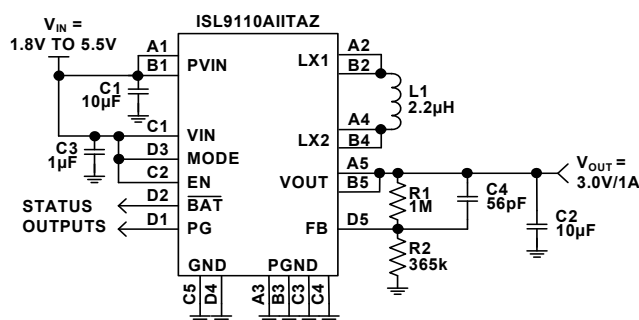 V_IN =
1.8V TO 5.5V
ISL9110AIITAZ
A1
B1
PVIN
LX1
A2
B2
C1
10µF
L1
2.2µH
C1
VIN
LX2
A4
B4
C3
1µF
D3
MODE
C2
EN
VOUT
A5
B5
V_OUT =
3.0V/1A
R1
1M
C4
56pF
C2
10µF
STATUS
OUTPUTS
D2
BAT
D1
PG
FB
D5
R2
365k
GND
PGND
C5
D4
A3
B3
C3
C4